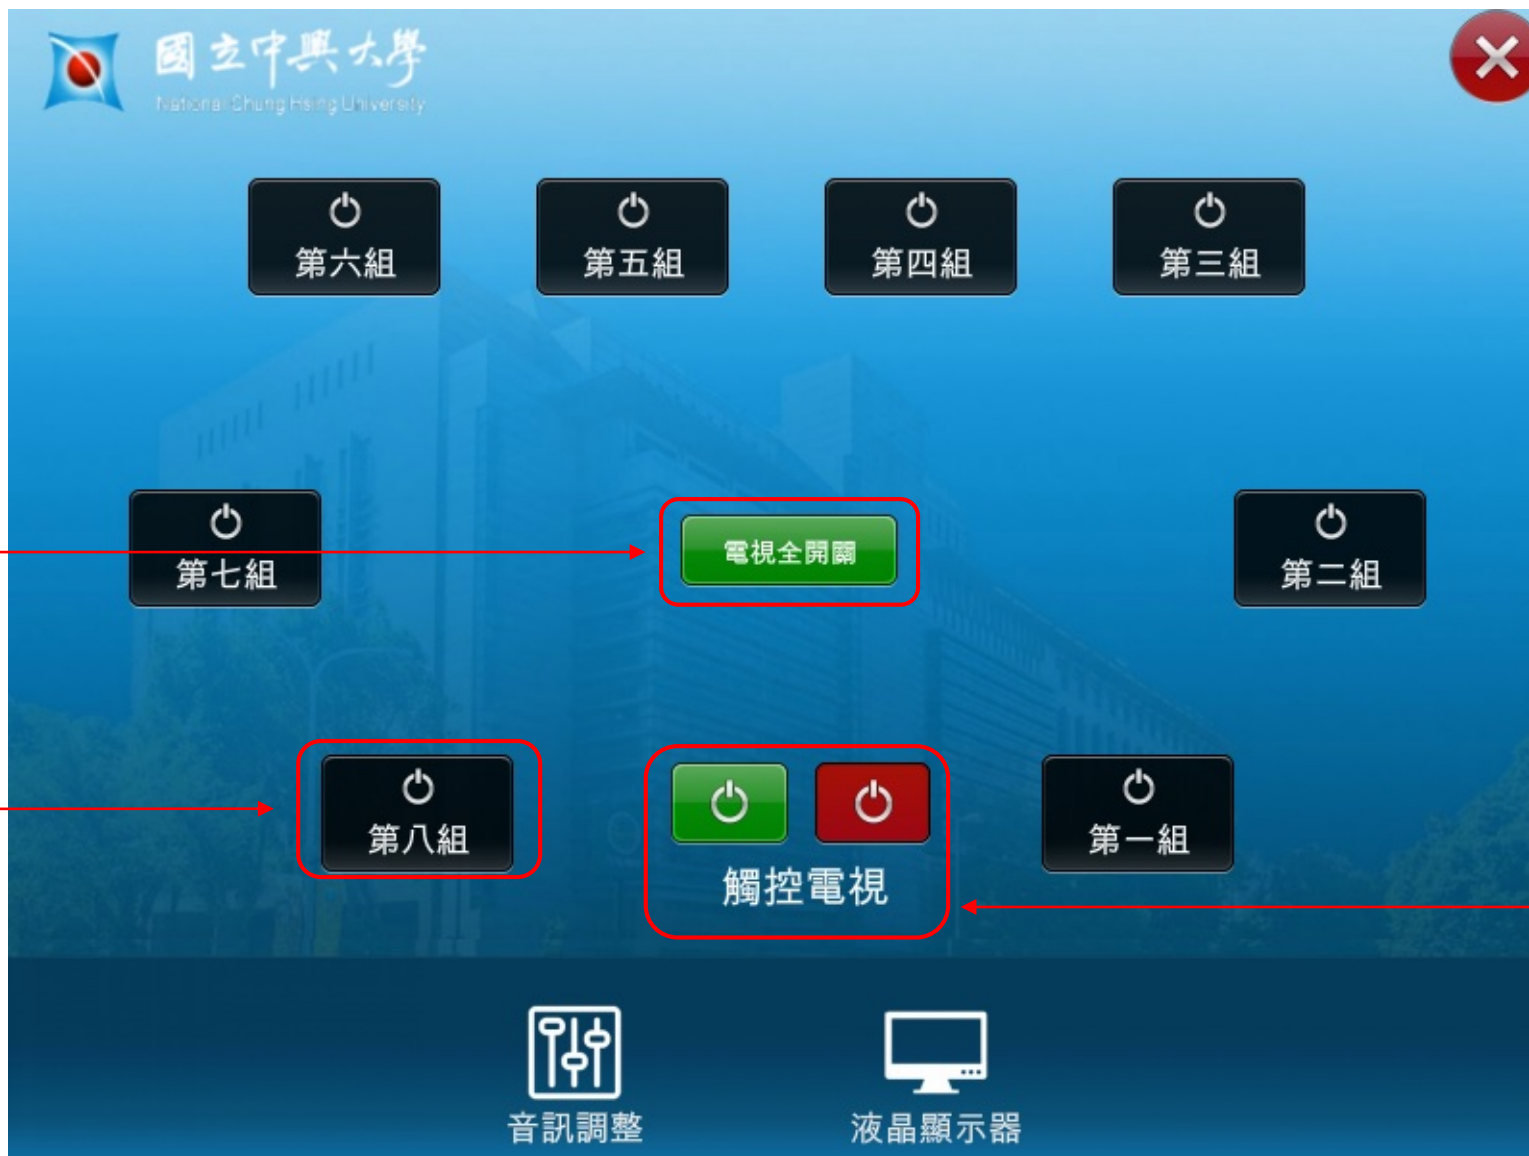 國立中興大學
National Chung Hsing University
第六組
第五組
第四組
第三組
第七組
電視全開關
第二組
第八組
觸控電視
第一組
音訊調整
液晶顯示器